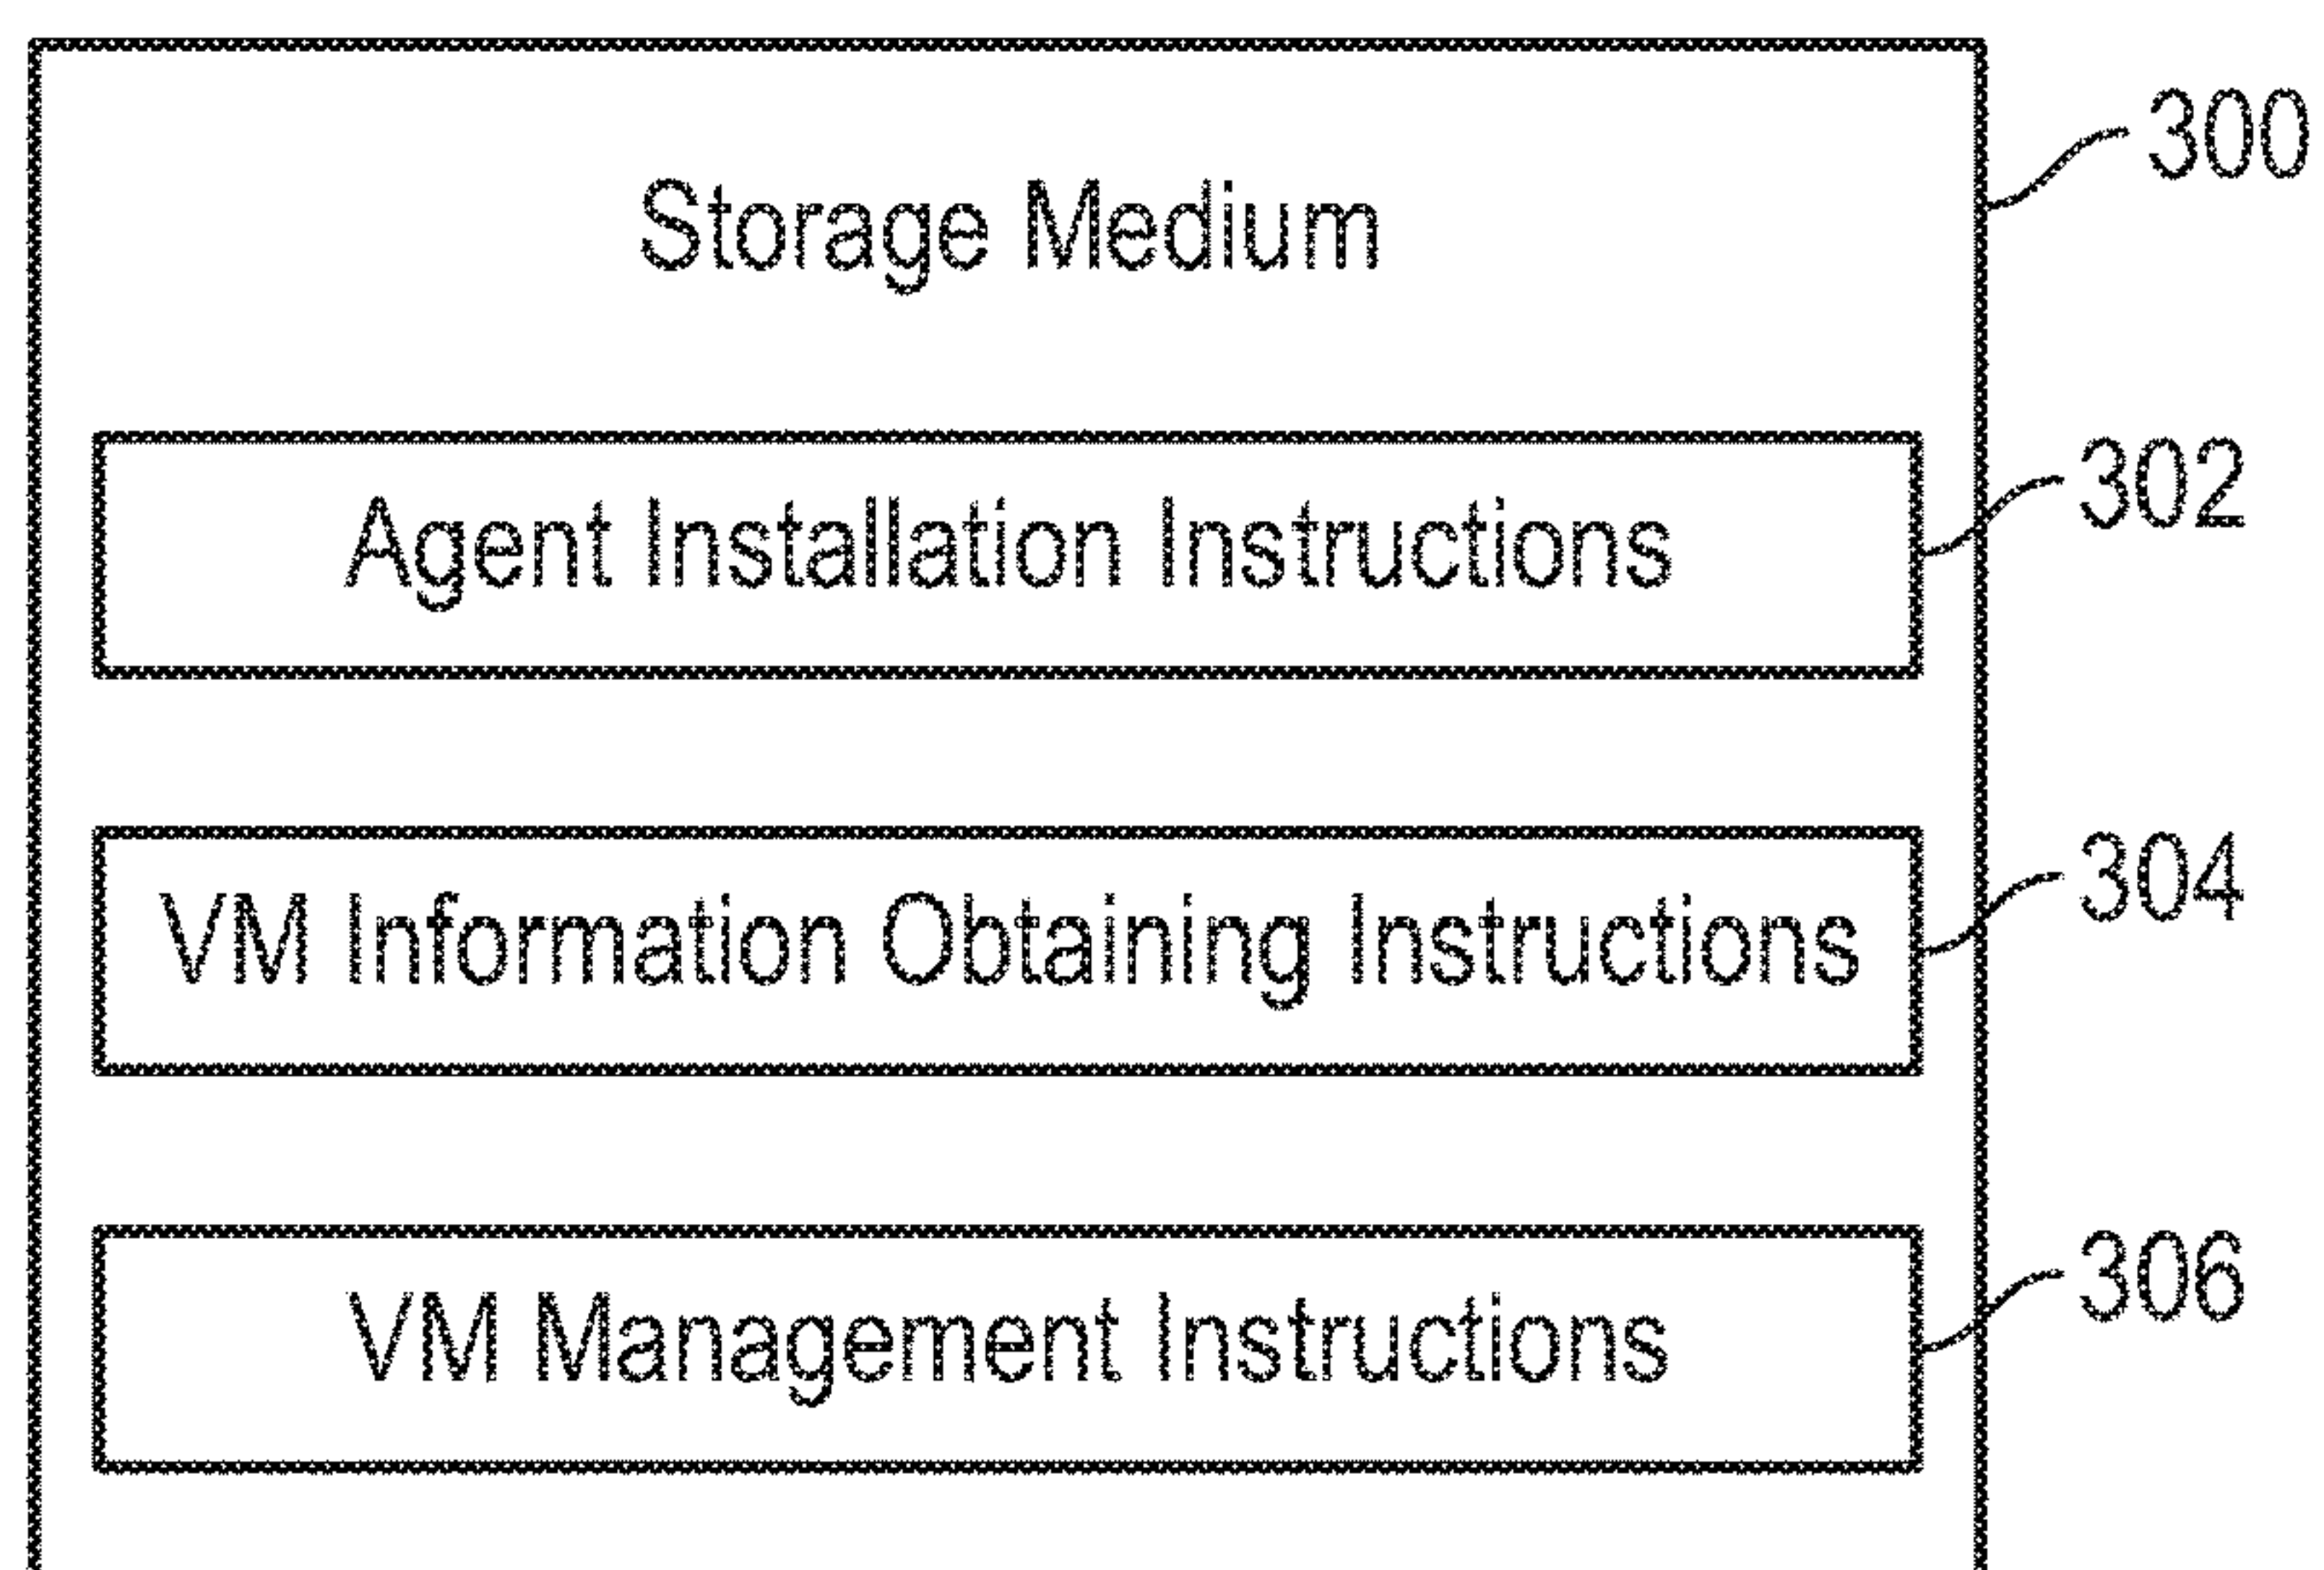 300
Storage Medium
302
Agent Installation Instructions
304
VM Information Obtaining Instructions
306
VM Management Instructions